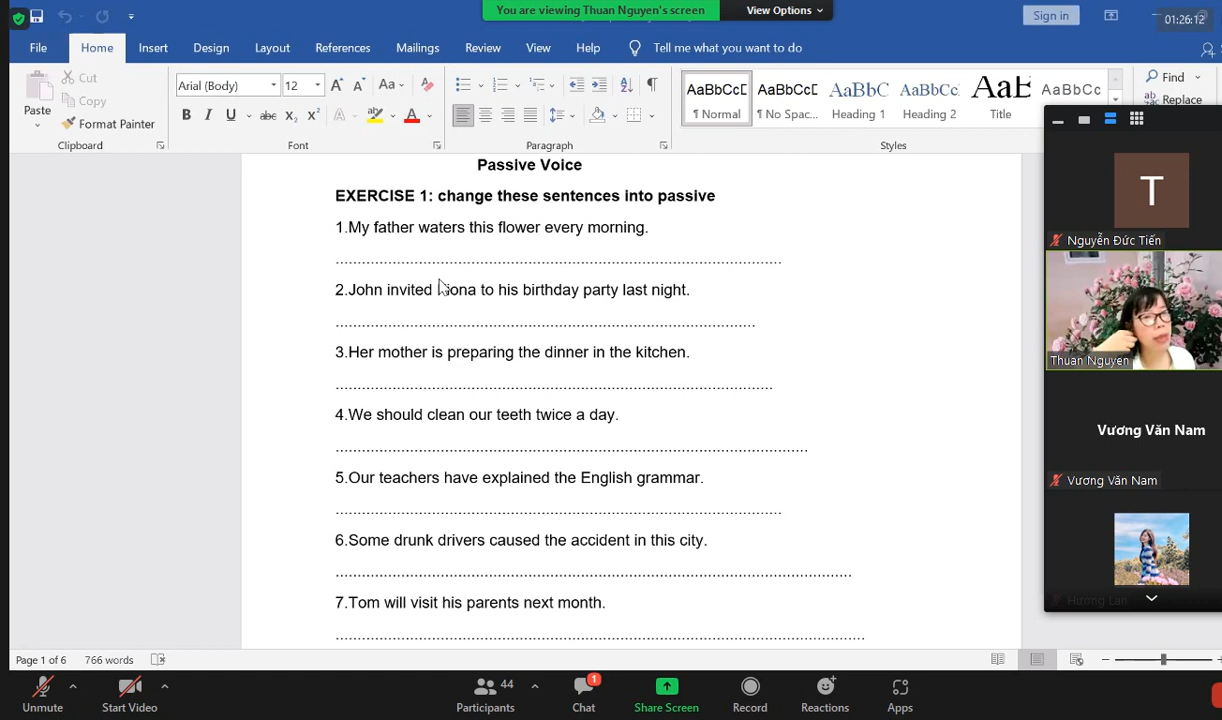 You are viewing Thuan Nguyen's screen
View Options
Sign in
01:26:12
File Home Insert Design Layout References Mailings Review View Help Tell me what you want to do
Paste
Cut
Copy
Format Painter
Clipboard
Arial (Body) 12
Font
Paragraph
AaBbCcD AaBbCcD AaBbC AaBbCc AaB AaBbCc
¶ Normal ¶ No Spac... Heading 1 Heading 2 Title
Styles
Find
Replace
Passive Voice
EXERCISE 1: change these sentences into passive
1.My father waters this flower every morning.
2.John invited iona to his birthday party last night.
3.Her mother is preparing the dinner in the kitchen.
4.We should clean our teeth twice a day.
5.Our teachers have explained the English grammar.
6.Some drunk drivers caused the accident in this city.
7.Tom will visit his parents next month.
T
Nguyễn Đức Tiến
Thuan Nguyen
Vương Văn Nam
Vương Văn Nam
Hương Lan
Page 1 of 6 766 words
Unmute
Start Video
44
Participants
1
Chat
Share Screen
Record
Reactions
Apps